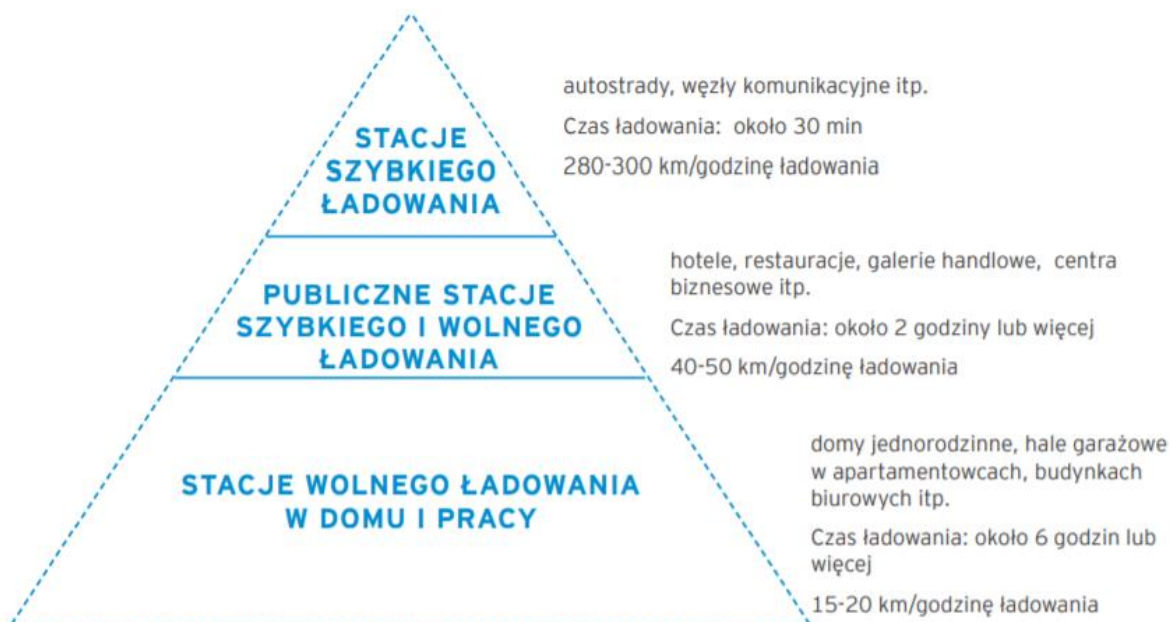 STACJE
SZYBKIEGO
ŁADOWANIA
autostrady, węzły komunikacyjne itp.
Czas ładowania: około 30 min
280-300 km/godzinę ładowania
PUBLICZNE STACJE
SZYBKIEGO I WOLNEGO
ŁADOWANIA
hotele, restauracje, galerie handlowe, centra
biznesowe itp.
Czas ładowania: około 2 godziny lub więcej
40-50 km/godzinę ładowania
STACJE WOLNEGO ŁADOWANIA
W DOMU I PRACY
domy jednorodzinne, hale garażowe
w apartamentowcach, budynkach
biurowych itp.
Czas ładowania: około 6 godzin lub
więcej
15-20 km/godzinę ładowania